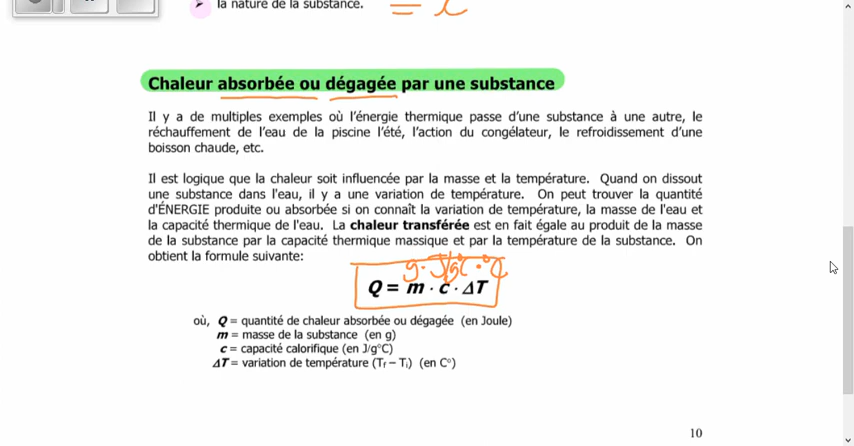 la nature de la substance.
Chaleur absorbée ou dégagée par une substance
Il y a de multiples exemples où l'énergie thermique passe d'une substance à une autre, le
réchauffement de l'eau de la piscine l'été, l'action du congélateur, le refroidissement d'une
boisson chaude, etc.
Il est logique que la chaleur soit influencée par la masse et la température. Quand on dissout
une substance dans l'eau, il y a une variation de température. On peut trouver la quantité
d'ÉNERGIE produite ou absorbée si on connaît la variation de température, la masse de l'eau et
la capacité thermique de l'eau. La chaleur transférée est en fait égale au produit de la masse
de la substance par la capacité thermique massique et par la température de la substance. On
obtient la formule suivante:
g · J/g°C · °C
Q = m · c · ΔT
où, Q = quantité de chaleur absorbée ou dégagée (en Joule)
m = masse de la substance (en g)
c = capacité calorifique (en J/g°C)
ΔT = variation de température (Tf – Ti) (en C°)
10